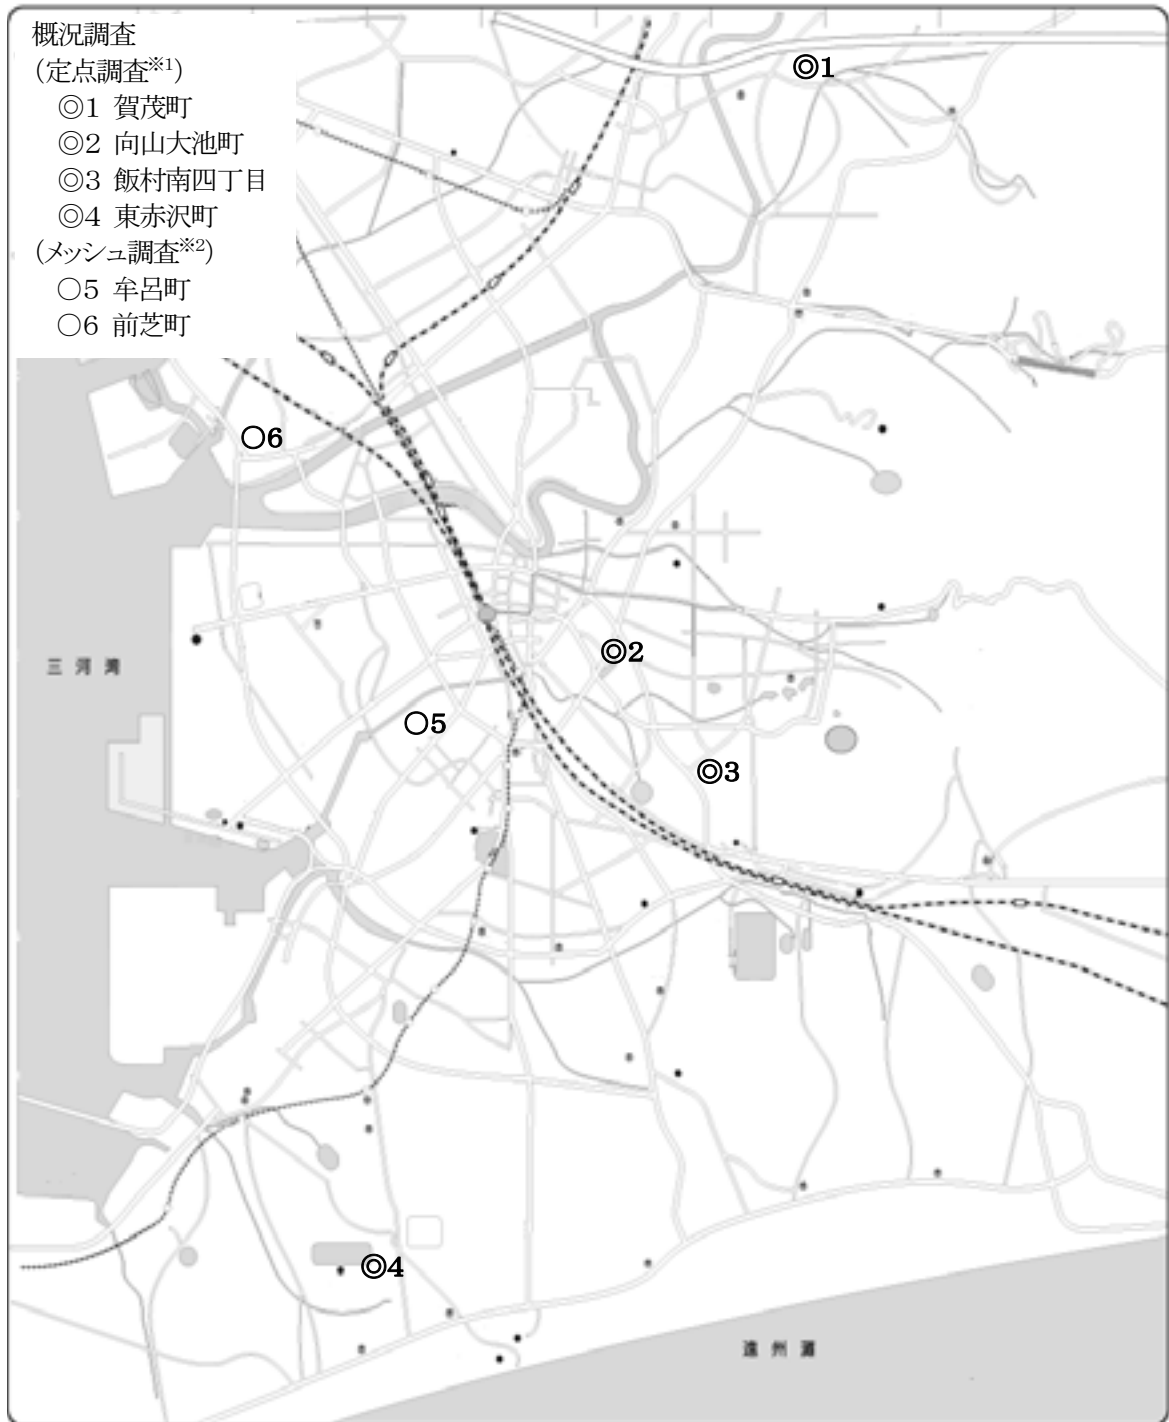 概況調査
(定点調査※1)
◎1 賀茂町
◎2 向山大池町
◎3 飯村南四丁目
◎4 東赤沢町
(メッシュ調査※2)
○5 牟呂町
○6 前芝町
◎1
○6
◎2
三河湾
○5
◎3
◎4
遠州灘